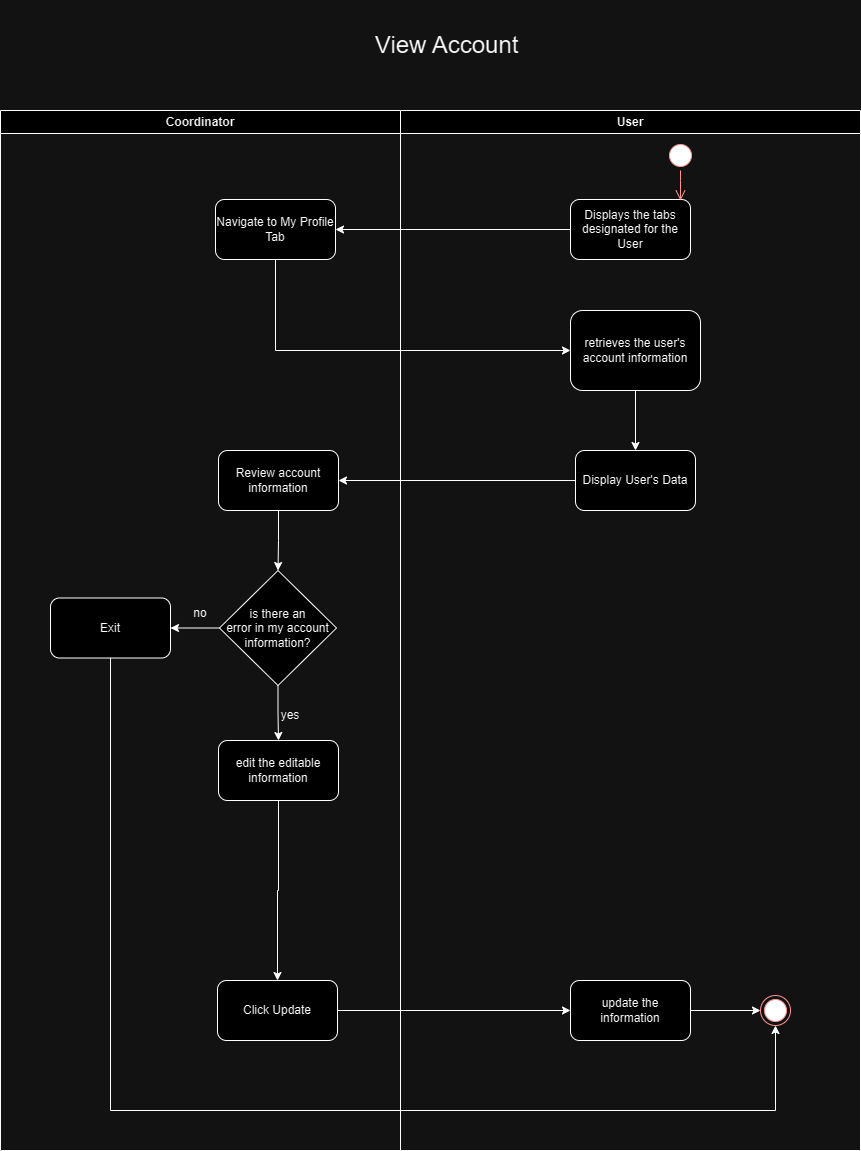 View Account
Coordinator
User
Displays the tabs
designated for the
User
Navigate to My Profile
Tab
retrieves the user's
account information
Display User's Data
Review account
information
is there an
error in my account
information?
no
Exit
yes
edit the editable
information
Click Update
update the
information